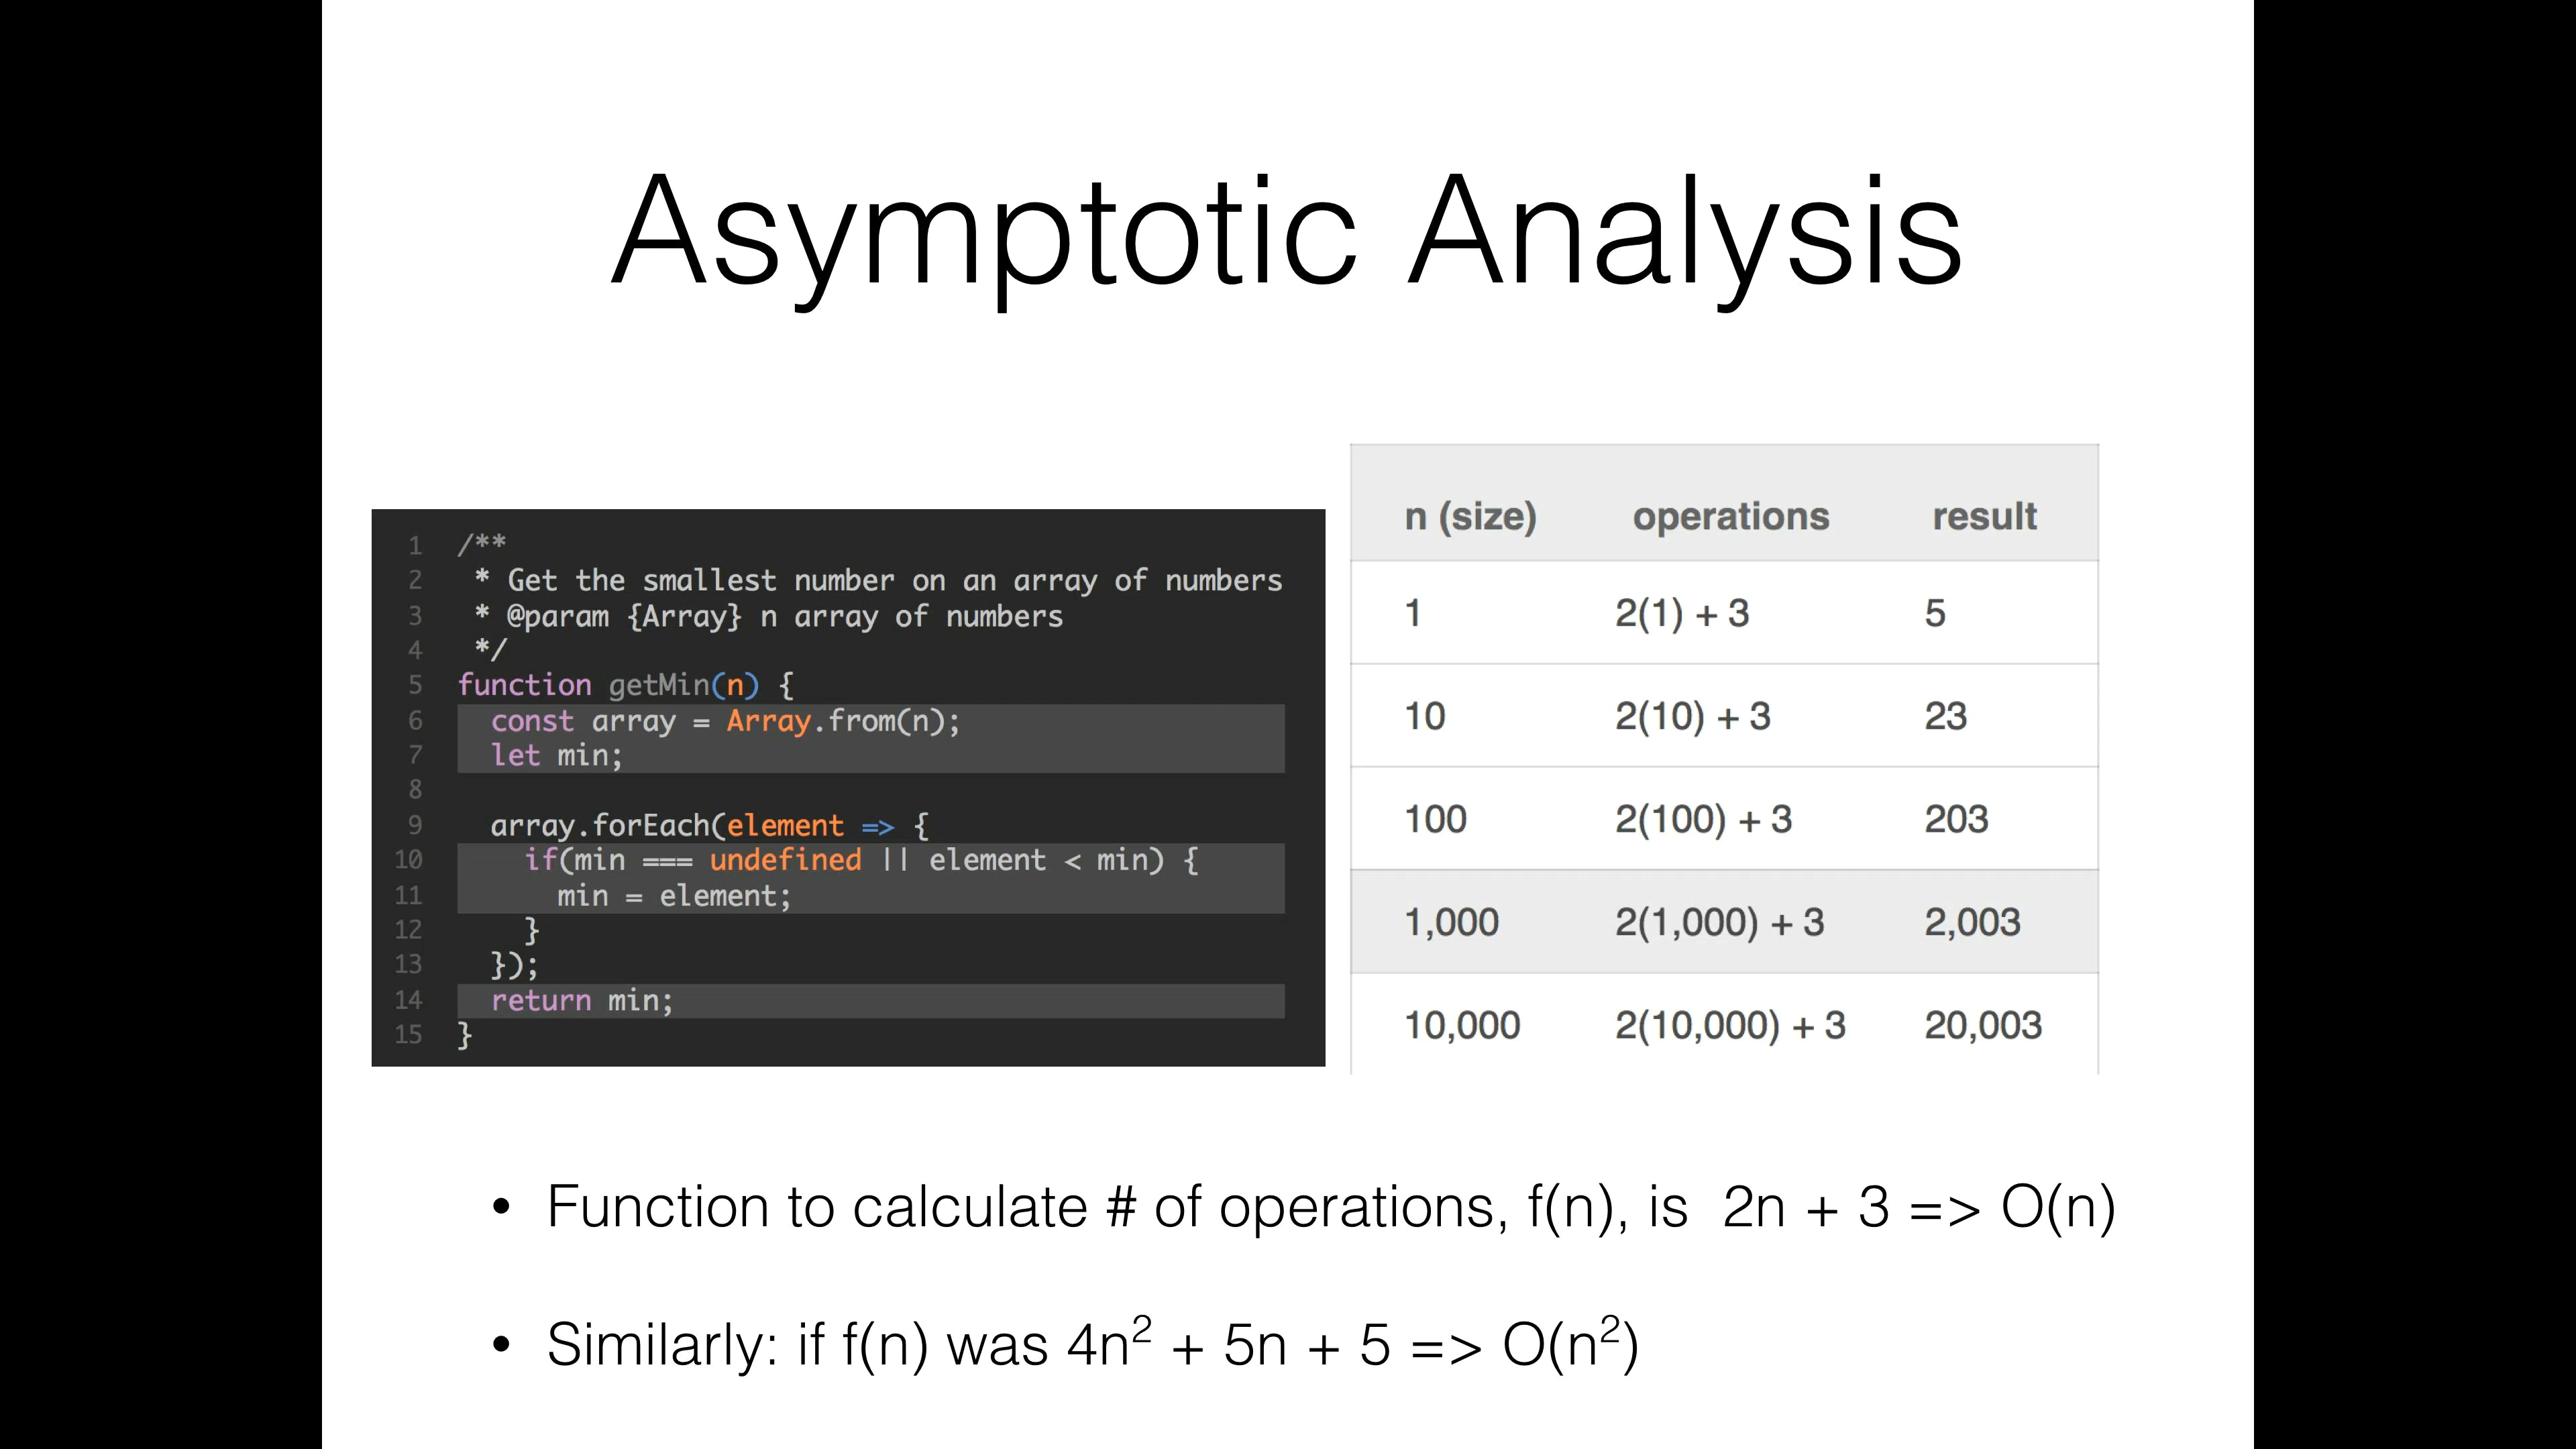 Asymptotic Analysis
1 /**
2  * Get the smallest number on an array of numbers
3  * @param {Array} n array of numbers
4  */
5 function getMin(n) {
6   const array = Array.from(n);
7   let min;
8
9   array.forEach(element => {
10     if(min === undefined || element < min) {
11       min = element;
12     }
13   });
14   return min;
15 }
n (size) operations result
1 2(1) + 3 5
10 2(10) + 3 23
100 2(100) + 3 203
1,000 2(1,000) + 3 2,003
10,000 2(10,000) + 3 20,003
• Function to calculate # of operations, f(n), is 2n + 3 => O(n)
• Similarly: if f(n) was 4n² + 5n + 5 => O(n²)